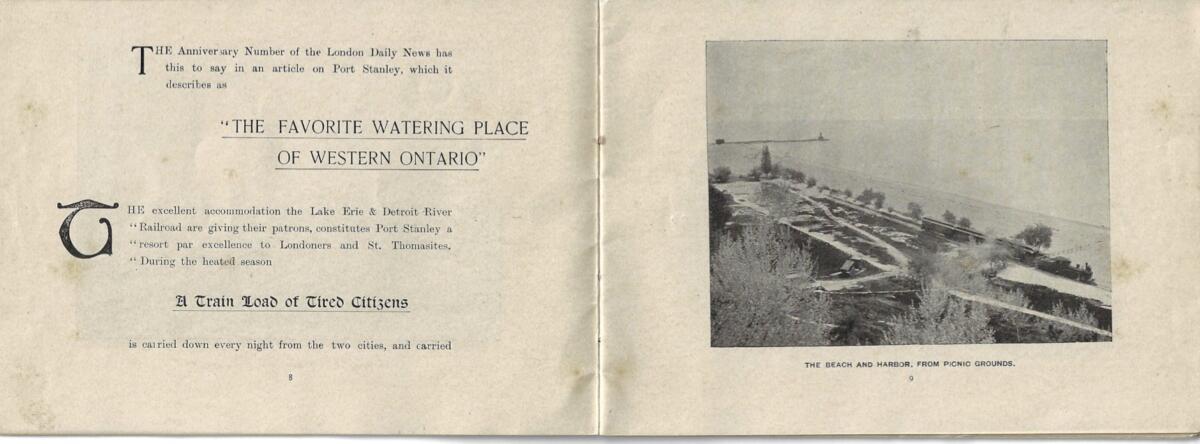 THE Anniversary Number of the London Daily News has
this to say in an article on Port Stanley, which it
describes as
"THE FAVORITE WATERING PLACE
OF WESTERN ONTARIO"
THE excellent accommodation the Lake Erie & Detroit River
"Railroad are giving their patrons, constitutes Port Stanley a
"resort par excellence to Londoners and St. Thomasites.
"During the heated season
A Train Load of Tired Citizens
is carried down every night from the two cities, and carried
8
THE BEACH AND HARBOR, FROM PICNIC GROUNDS.
9